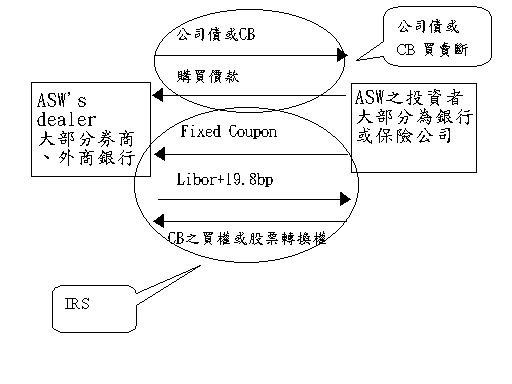 公司債或CB
公司債或
CB 買賣斷
購買價款
ASW's
dealer
大部分券商
、外商銀行
ASW之投資者
大部分為銀行
或保險公司
Fixed Coupon
Libor+19.8bp
CB之買權或股票轉換權
IRS